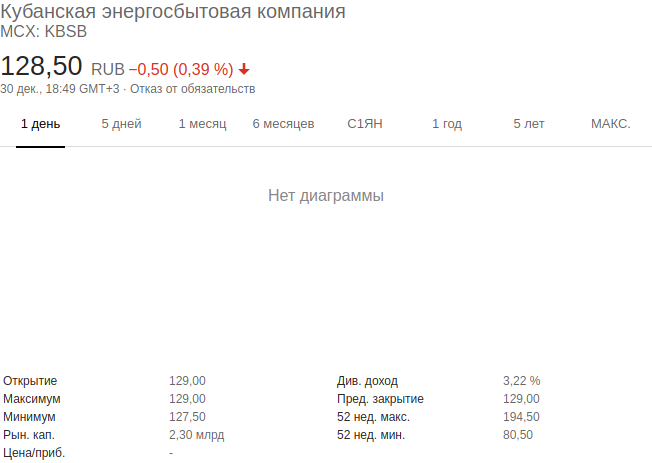 Кубанская энергосбытовая компания
MCX: KBSB
128,50 RUB −0,50 (0,39 %) ↓
30 дек., 18:49 GMT+3 · Отказ от обязательств
1 день 5 дней 1 месяц 6 месяцев С1ЯН 1 год 5 лет МАКС.
Нет диаграммы
Открытие 129,00 Див. доход 3,22 %
Максимум 129,00 Пред. закрытие 129,00
Минимум 127,50 52 нед. макс. 194,50
Рын. кап. 2,30 млрд 52 нед. мин. 80,50
Цена/приб. -